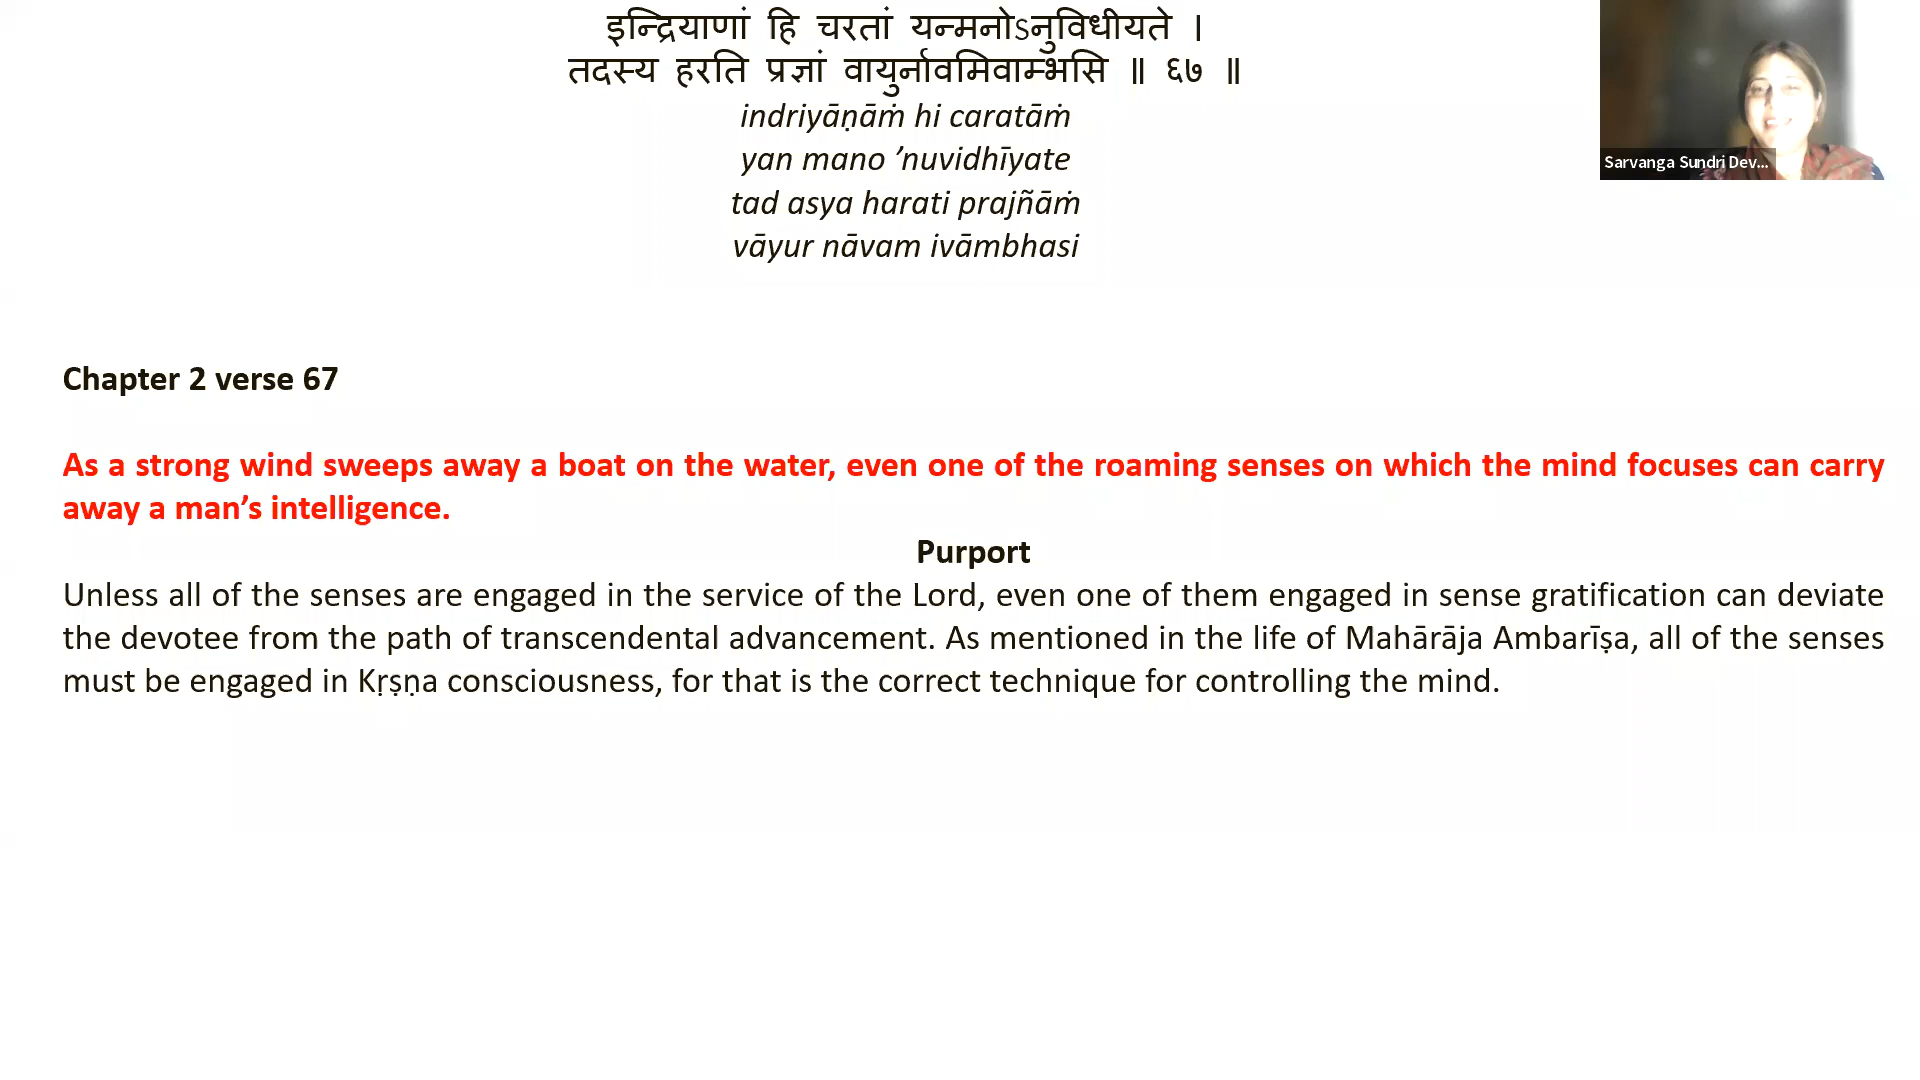 इन्द्रियाणां हि चरतां यन्मनोऽनुविधीयते ।
तदस्य हरति प्रज्ञां वायुर्नावमिवाम्भसि ॥ ६७ ॥
indriyāṇāṁ hi caratāṁ
yan mano ’nuvidhīyate
tad asya harati prajñāṁ
vāyur nāvam ivāmbhasi
Sarvanga Sundri Dev...
Chapter 2 verse 67
As a strong wind sweeps away a boat on the water, even one of the roaming senses on which the mind focuses can carry
away a man’s intelligence.
Purport
Unless all of the senses are engaged in the service of the Lord, even one of them engaged in sense gratification can deviate
the devotee from the path of transcendental advancement. As mentioned in the life of Mahārāja Ambarīṣa, all of the senses
must be engaged in Kṛṣṇa consciousness, for that is the correct technique for controlling the mind.